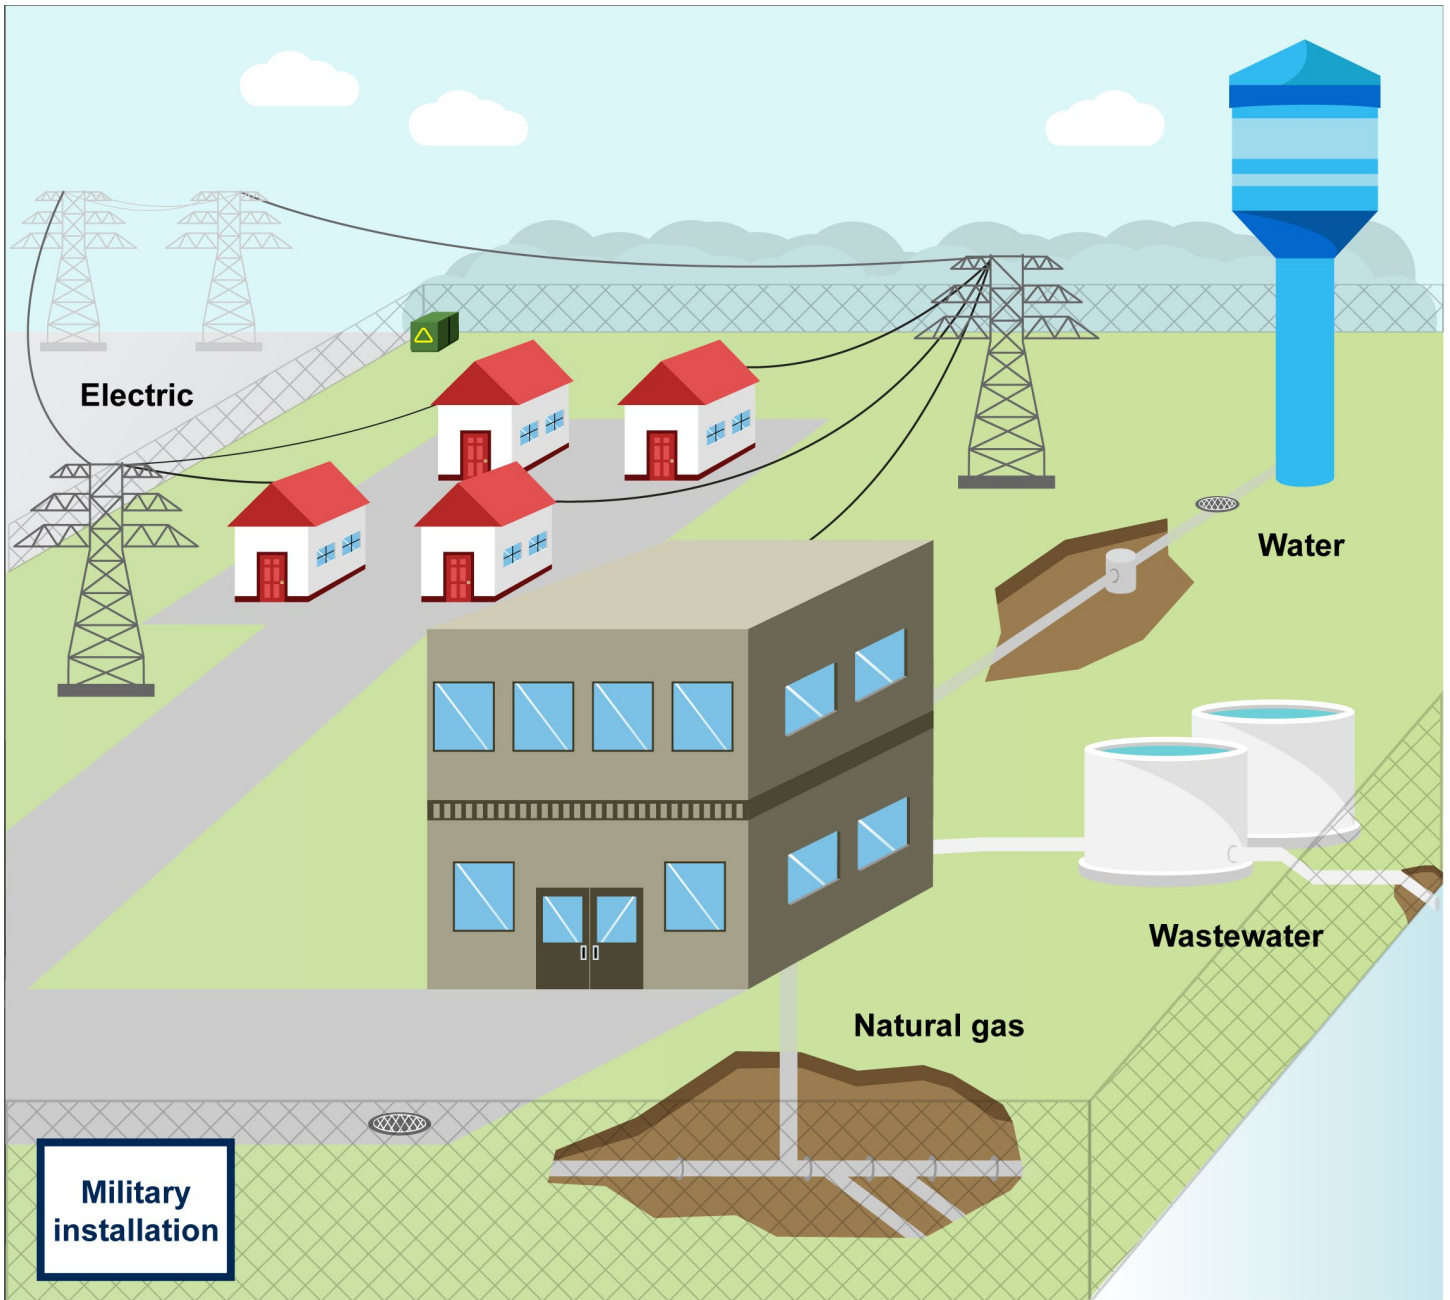 Electric
Water
Wastewater
Natural gas
Military
installation